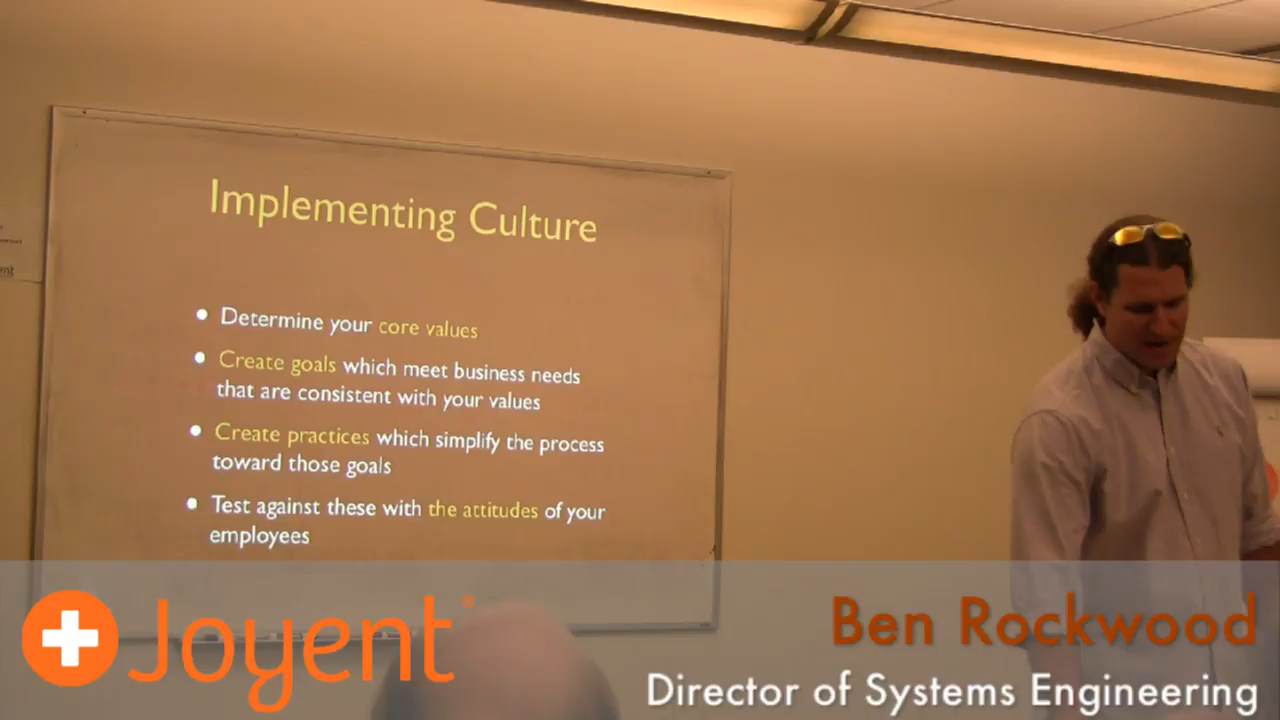 Implementing Culture
• Determine your core values
• Create goals which meet business needs
that are consistent with your values
• Create practices which simplify the process
toward those goals
• Test against these with the attitudes of your
employees
Joyent®
Ben Rockwood
Director of Systems Engineering